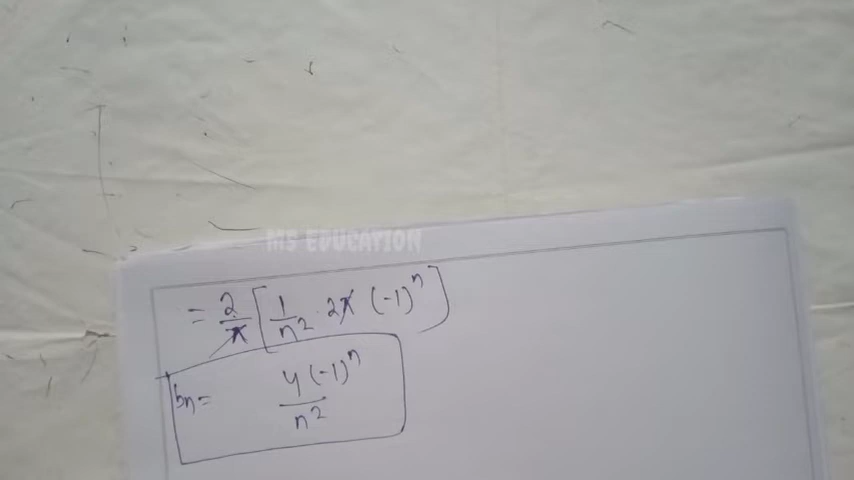 MS EDUCATION
= 2/π [ 1/n² · 2π (-1)ⁿ ]
bn = 4(-1)ⁿ/n²